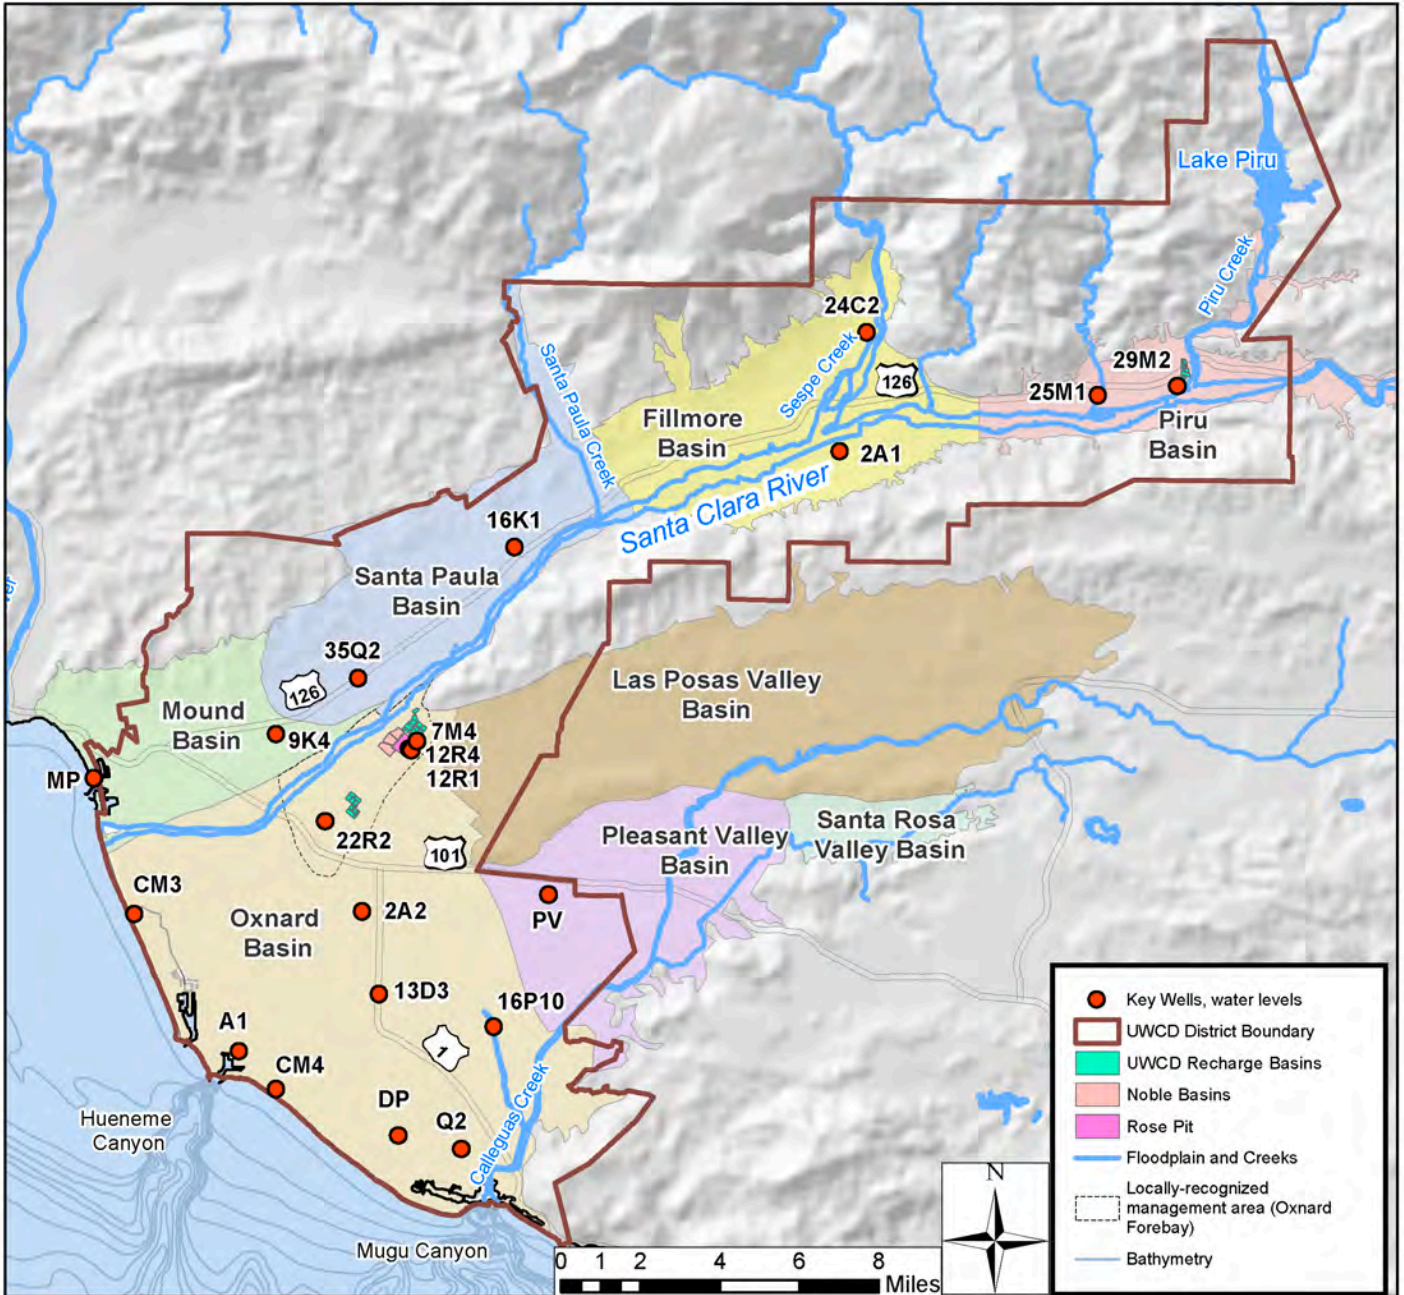 Lake Piru
Piru Creek
24C2
Sespe Creek
126
29M2
25M1
Piru
Basin
Fillmore
Basin
2A1
Santa Paula Creek
Santa Clara River
16K1
Santa Paula
Basin
35Q2
126
Las Posas Valley
Basin
Mound
Basin
9K4
7M4
12R4
12R1
MP
22R2
101
Pleasant Valley
Basin
Santa Rosa
Valley Basin
CM3
Oxnard
Basin
2A2
PV
13D3
16P10
A1
1
CM4
DP
Q2
Calleguas Creek
Hueneme
Canyon
Mugu Canyon
Key Wells, water levels
UWCD District Boundary
UWCD Recharge Basins
Noble Basins
Rose Pit
Floodplain and Creeks
Locally-recognized
management area (Oxnard
Forebay)
Bathymetry
N
0 1 2 4 6 8
Miles